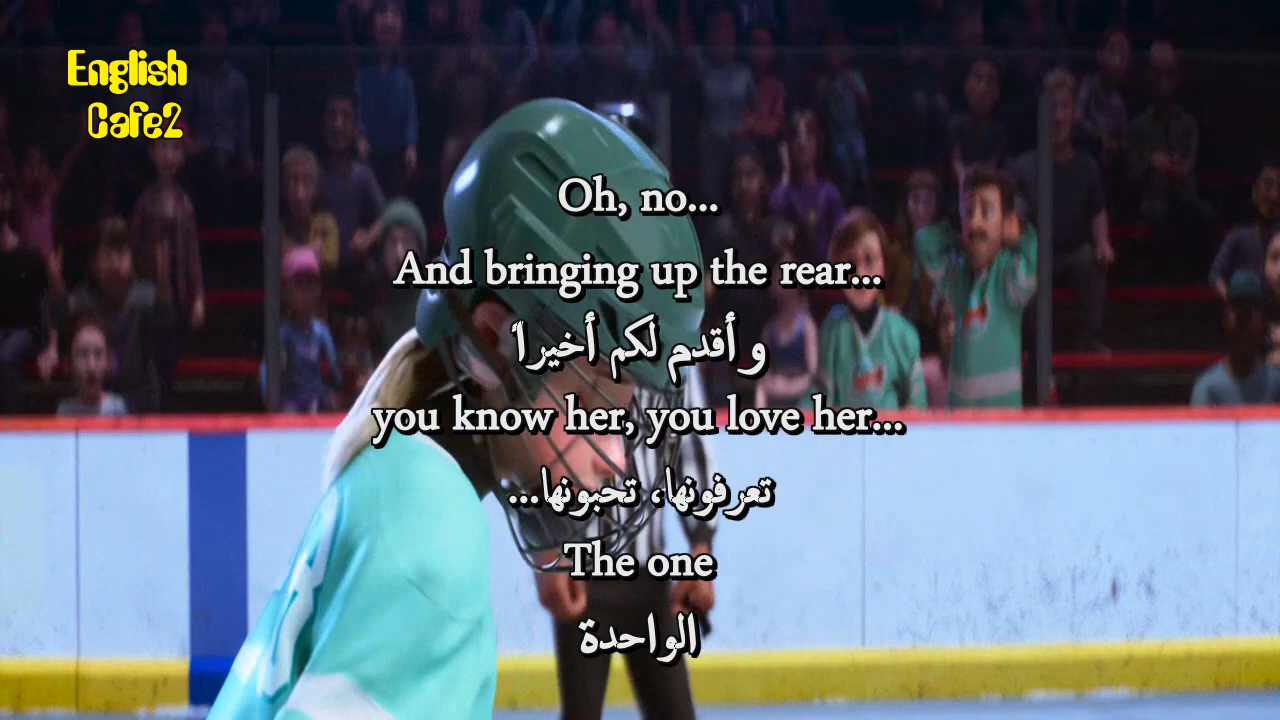 English
Cafe2
Oh, no...
And bringing up the rear...
و أقدم لكم أخيراً
you know her, you love her...
تعرفونها، تحبونها...
The one
الواحدة